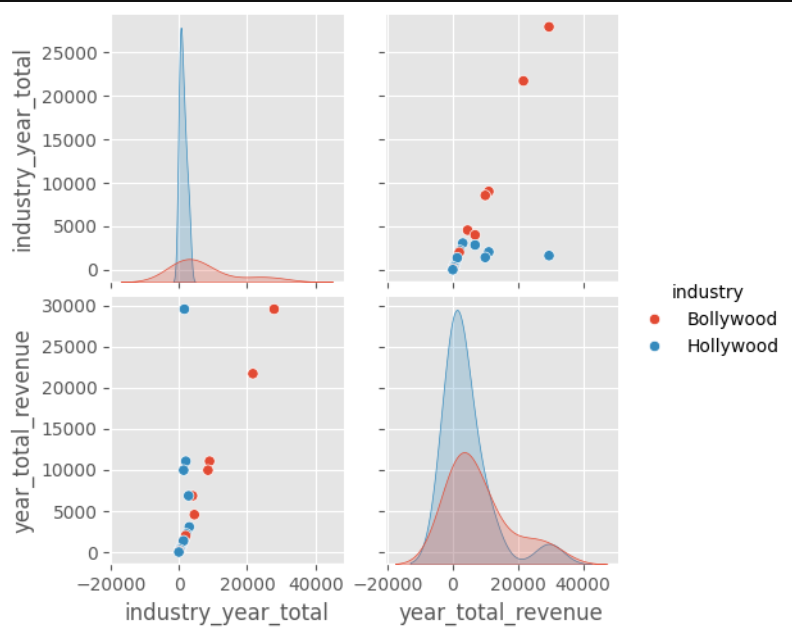 industry_year_total
25000
20000
15000
10000
5000
0
industry
Bollywood
Hollywood
year_total_revenue
30000
25000
20000
15000
10000
5000
0
−20000 0 20000 40000
−20000 0 20000 40000
industry_year_total
year_total_revenue